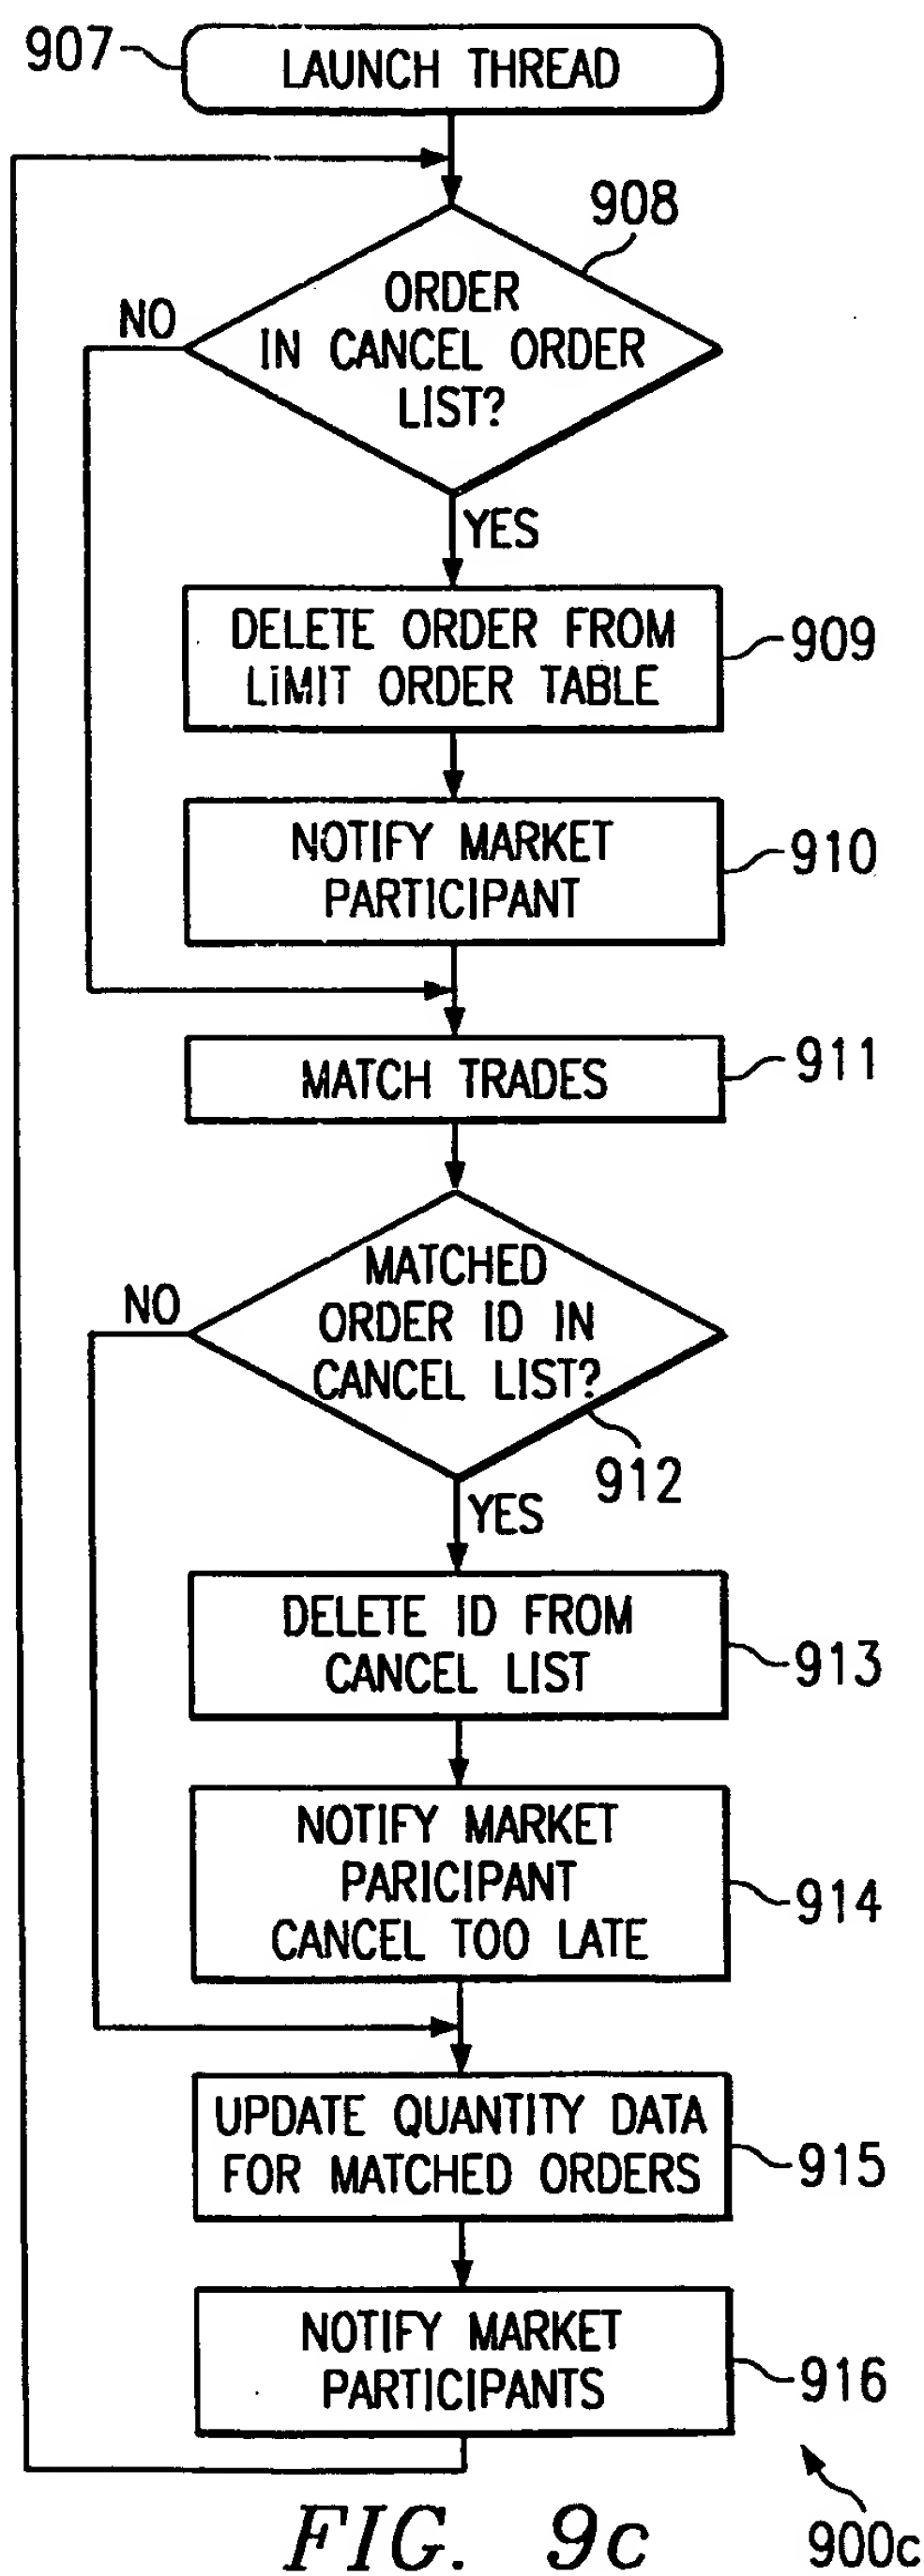 907
LAUNCH THREAD
908
ORDER
IN CANCEL ORDER
LIST?
NO
YES
DELETE ORDER FROM
LIMIT ORDER TABLE
909
NOTIFY MARKET
PARTICIPANT
910
MATCH TRADES
911
MATCHED
ORDER ID IN
CANCEL LIST?
NO
912
YES
DELETE ID FROM
CANCEL LIST
913
NOTIFY MARKET
PARICIPANT
CANCEL TOO LATE
914
UPDATE QUANTITY DATA
FOR MATCHED ORDERS
915
NOTIFY MARKET
PARTICIPANTS
916
FIG. 9c
900c